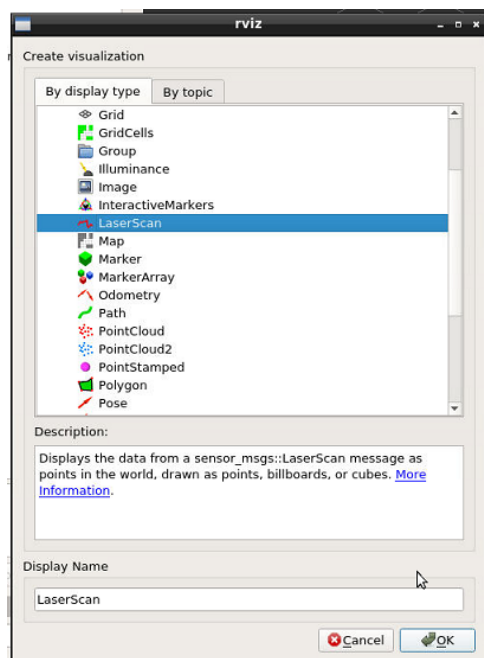 rviz
Create visualization
By display type
By topic
Grid
GridCells
Group
Illuminance
Image
InteractiveMarkers
LaserScan
Map
Marker
MarkerArray
Odometry
Path
PointCloud
PointCloud2
PointStamped
Polygon
Pose
Description:
Displays the data from a sensor_msgs::LaserScan message as
points in the world, drawn as points, billboards, or cubes. More
Information.
Display Name
LaserScan
Cancel
OK